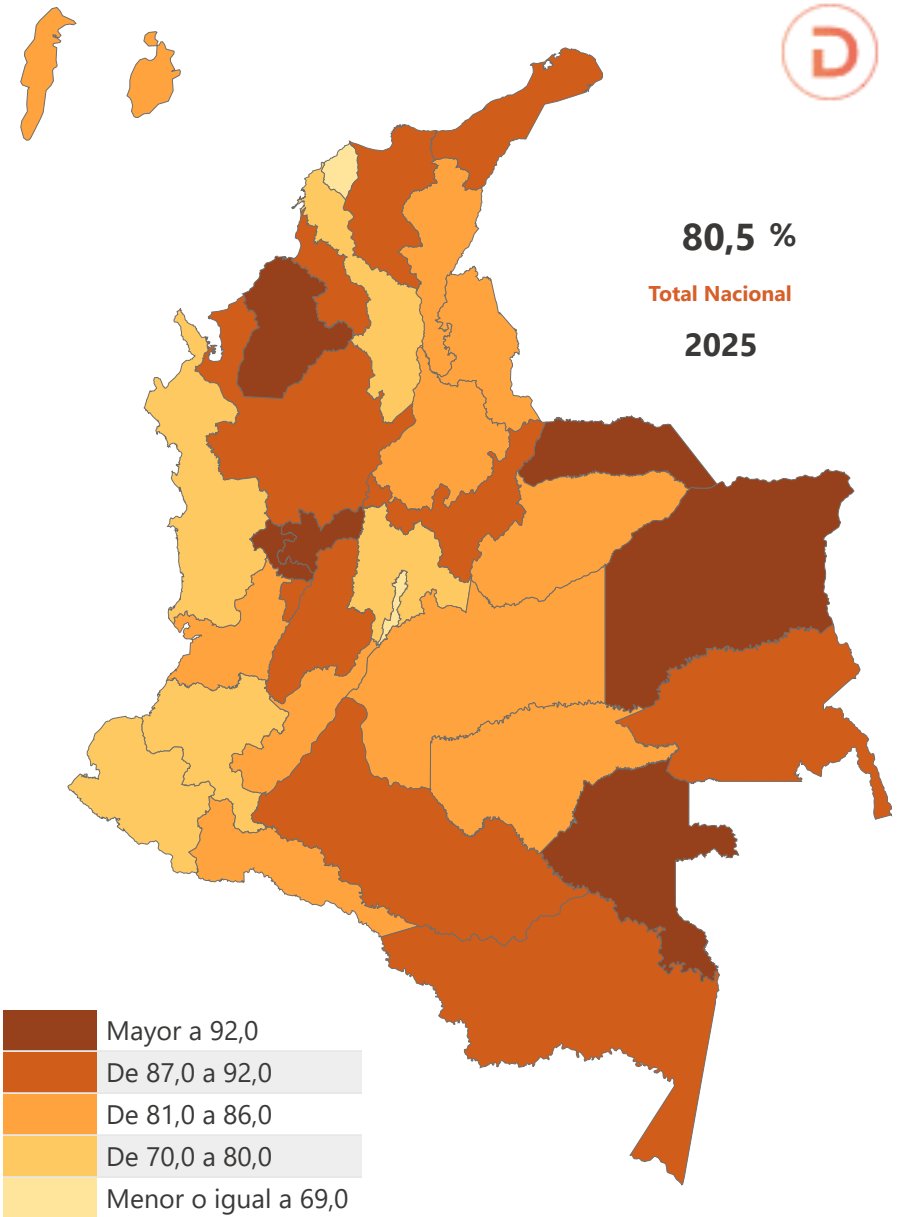 D
80,5 %
Total Nacional
2025
Mayor a 92,0
De 87,0 a 92,0
De 81,0 a 86,0
De 70,0 a 80,0
Menor o igual a 69,0